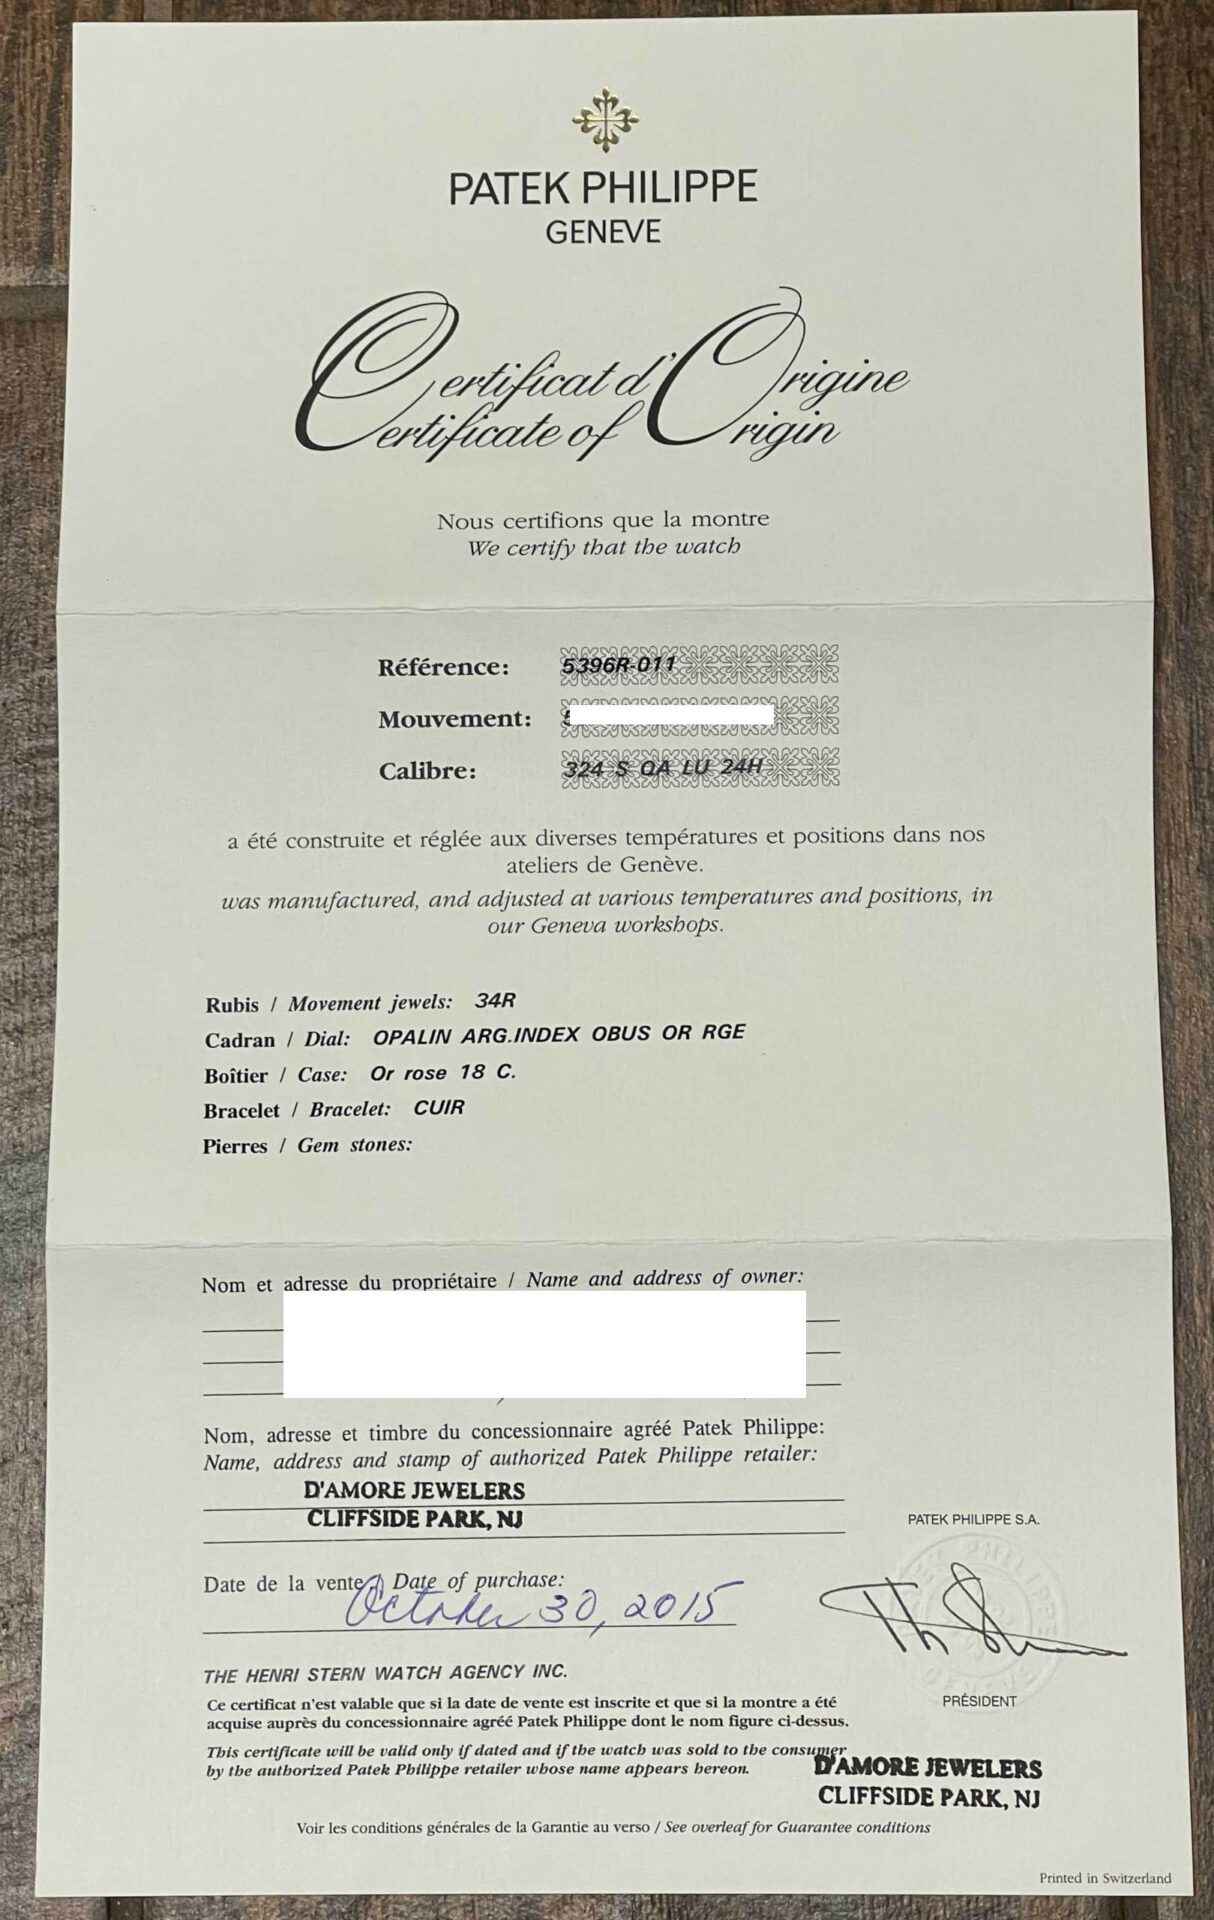 PATEK PHILIPPE
GENEVE
Certificat d'Origine
Certificate of Origin
Nous certifions que la montre
We certify that the watch
Référence: 5396R-011
Mouvement:
Calibre: 324 S QA LU 24H
a été construite et réglée aux diverses températures et positions dans nos
ateliers de Genève.
was manufactured, and adjusted at various temperatures and positions, in
our Geneva workshops.
Rubis / Movement jewels: 34R
Cadran / Dial: OPALIN ARG.INDEX OBUS OR RGE
Boîtier / Case: Or rose 18 C.
Bracelet / Bracelet: CUIR
Pierres / Gem stones:
Nom et adresse du propriétaire / Name and address of owner:
Nom, adresse et timbre du concessionnaire agréé Patek Philippe:
Name, address and stamp of authorized Patek Philippe retailer:
D'AMORE JEWELERS
CLIFFSIDE PARK, NJ
PATEK PHILIPPE S.A.
Date de la vente / Date of purchase:
October 30, 2015
THE HENRI STERN WATCH AGENCY INC.
PRÉSIDENT
Ce certificat n'est valable que si la date de vente est inscrite et que si la montre a été
acquise auprès du concessionnaire agréé Patek Philippe dont le nom figure ci-dessus.
This certificate will be valid only if dated and if the watch was sold to the consumer
by the authorized Patek Philippe retailer whose name appears hereon.
D'AMORE JEWELERS
CLIFFSIDE PARK, NJ
Voir les conditions générales de la Garantie au verso / See overleaf for Guarantee conditions
Printed in Switzerland